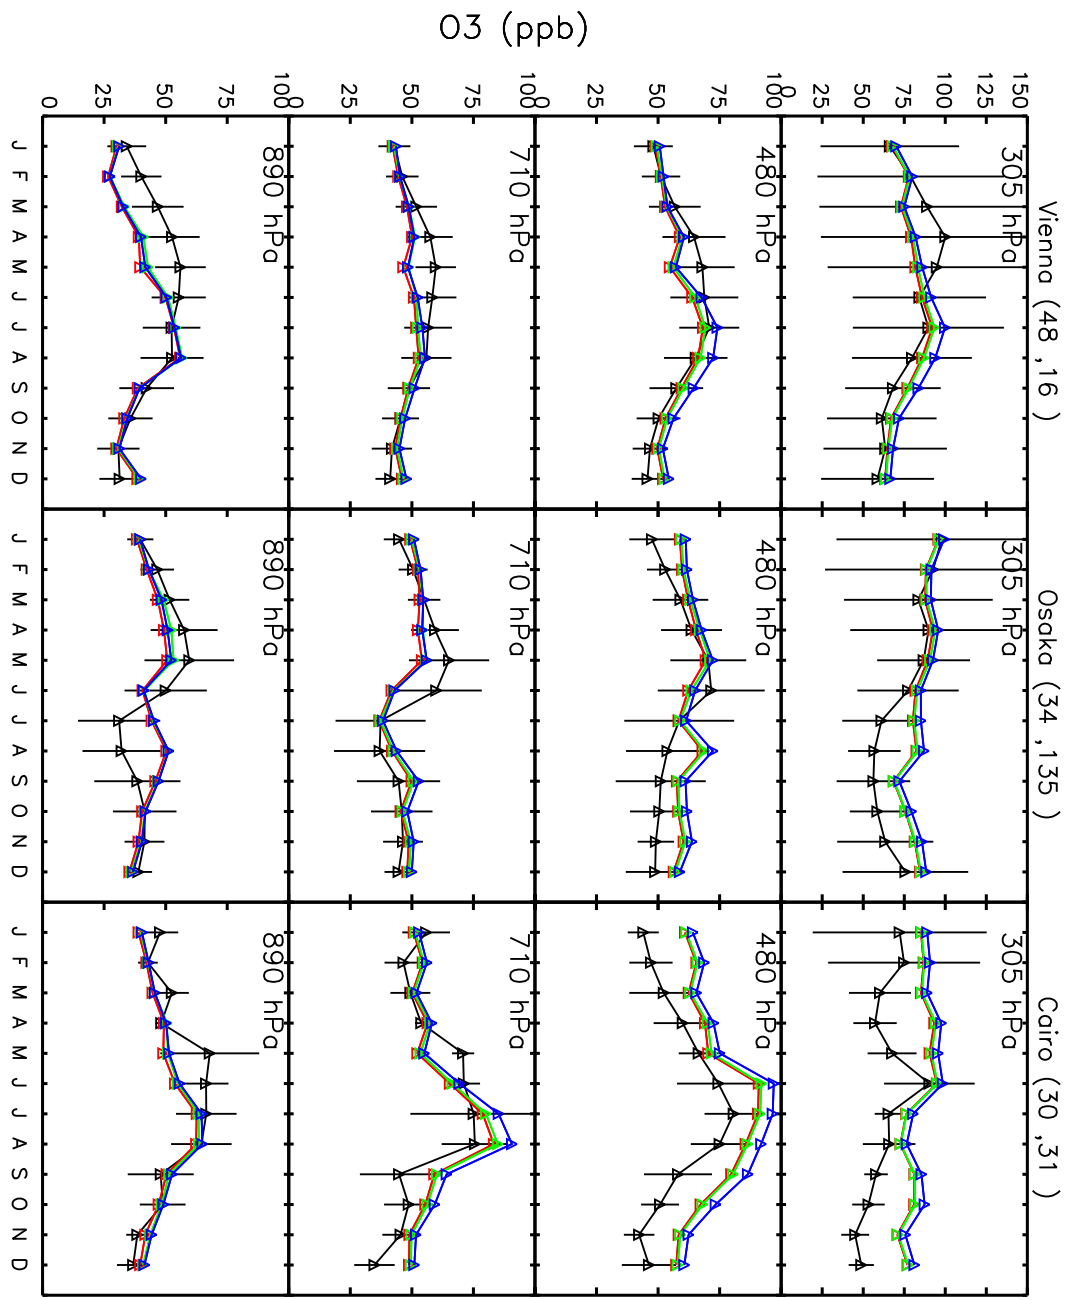 O3 (ppb)
Vienna (48 ,16 )
Osaka (34 ,135 )
Cairo (30 ,31 )
150
125
100
75
50
25
0
305 hPa
305 hPa
305 hPa
100
75
50
25
0
480 hPa
480 hPa
480 hPa
100
75
50
25
0
710 hPa
710 hPa
710 hPa
100
75
50
25
0
890 hPa
890 hPa
890 hPa
J F M A M J J A S O N D
J F M A M J J A S O N D
J F M A M J J A S O N D